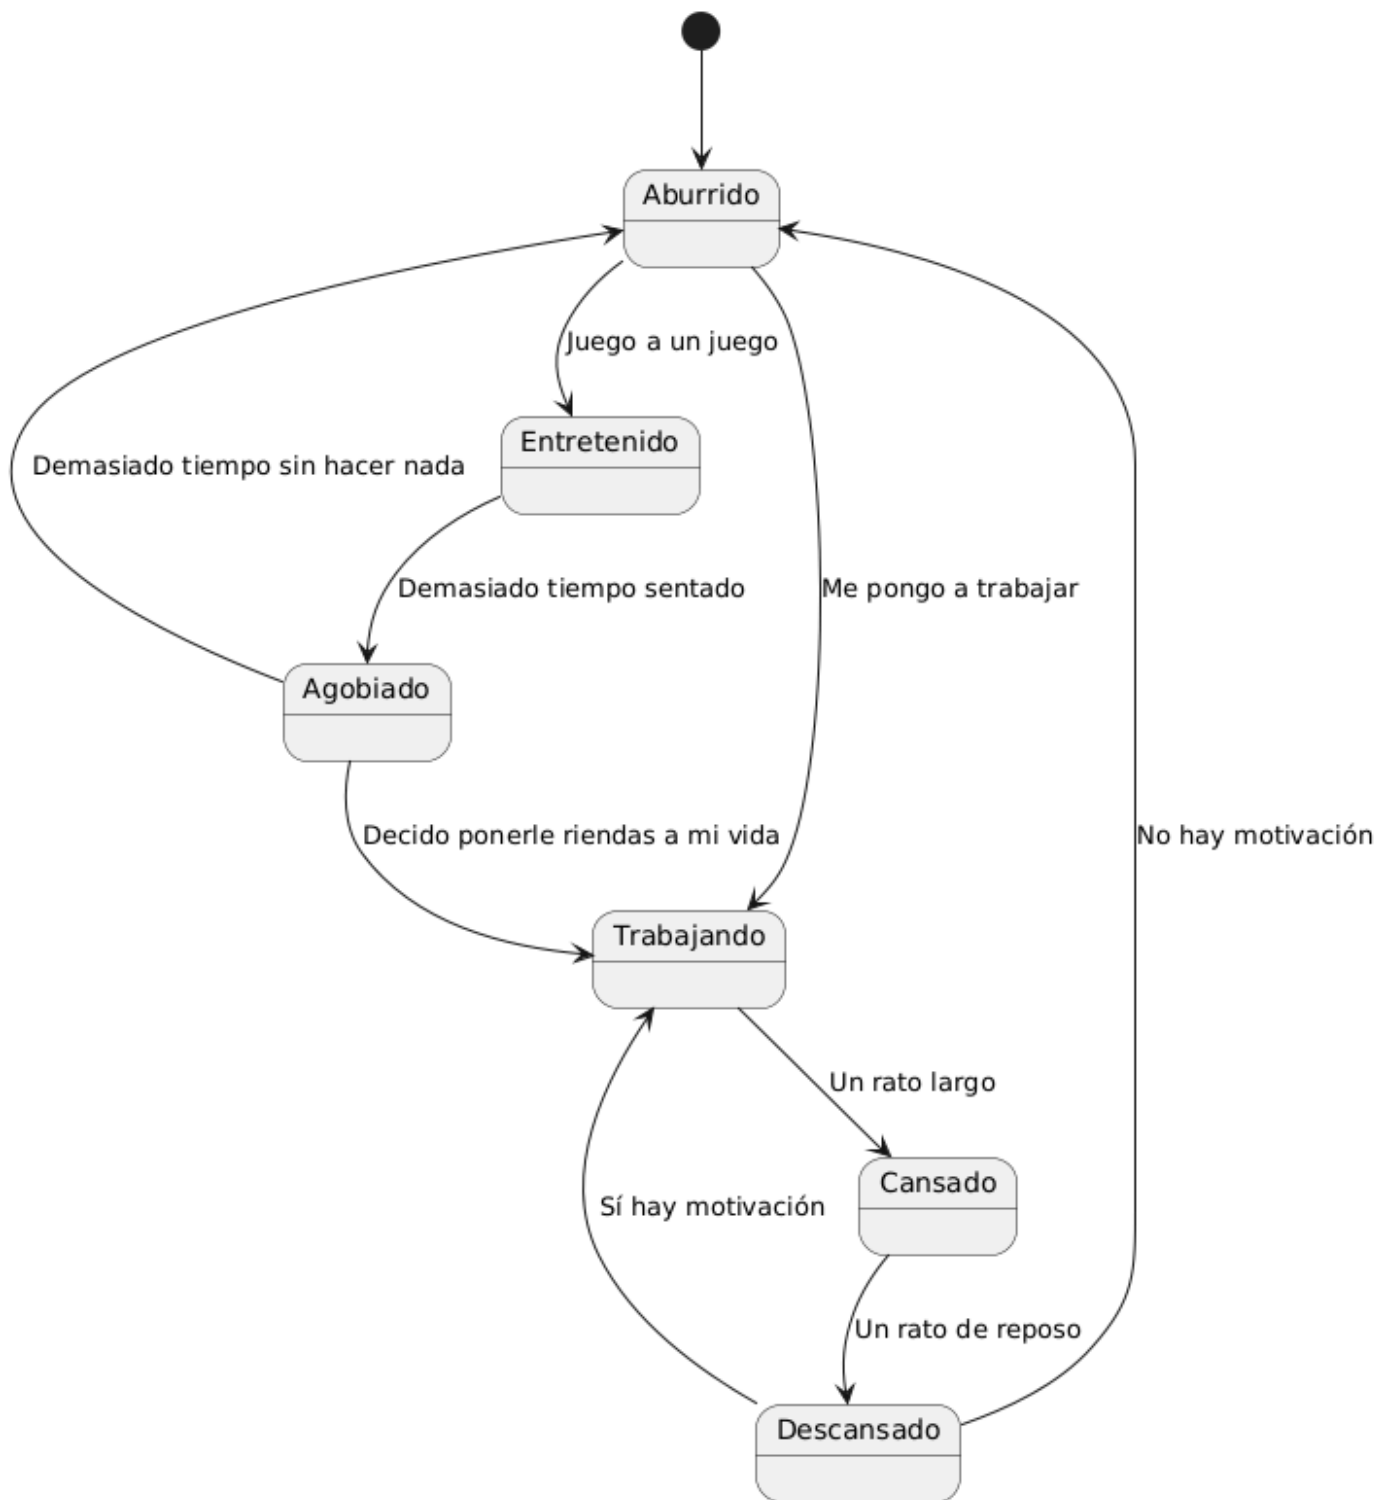 Aburrido
Juego a un juego
Entretenido
Demasiado tiempo sin hacer nada
Demasiado tiempo sentado
Me pongo a trabajar
Agobiado
Decido ponerle riendas a mi vida
No hay motivación
Trabajando
Un rato largo
Cansado
Sí hay motivación
Un rato de reposo
Descansado